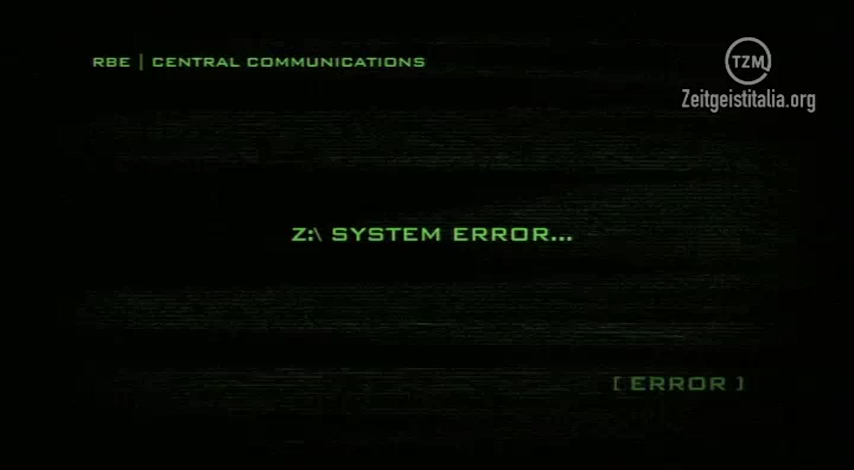 RBE | CENTRAL COMMUNICATIONS
TZM
Zeitgeistitalia.org
Z:\ SYSTEM ERROR...
[ ERROR ]